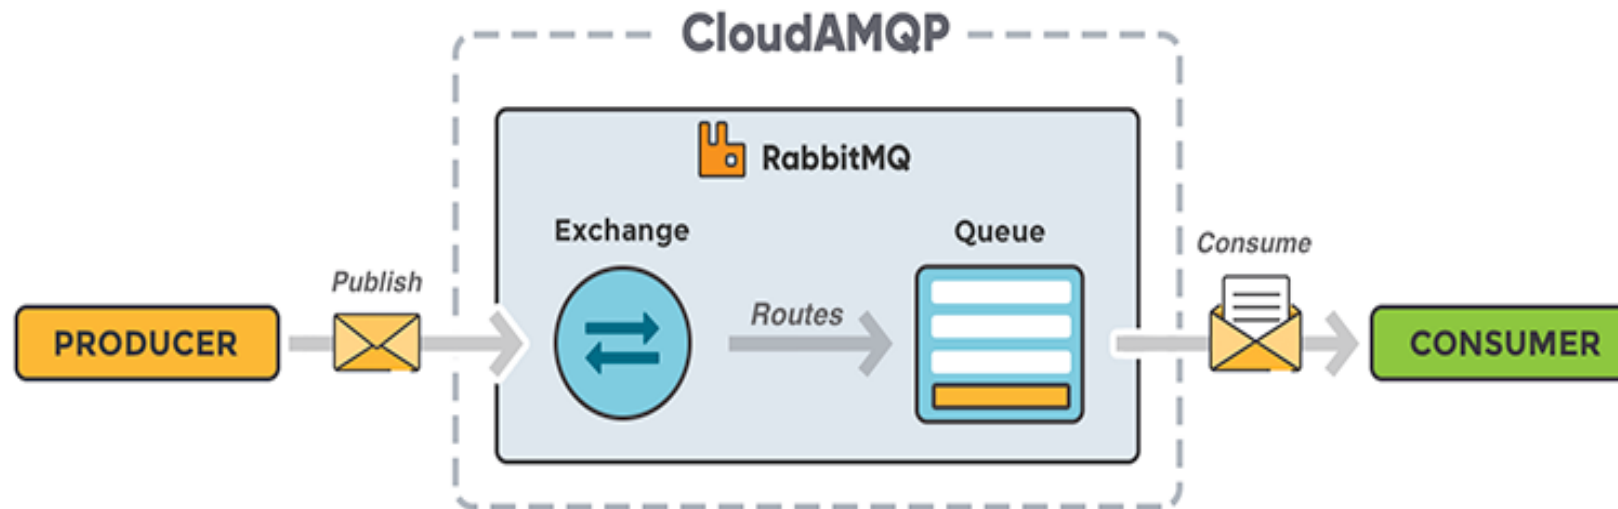 CloudAMQP
RabbitMQ
Exchange
Queue
Consume
Publish
Routes
PRODUCER
CONSUMER